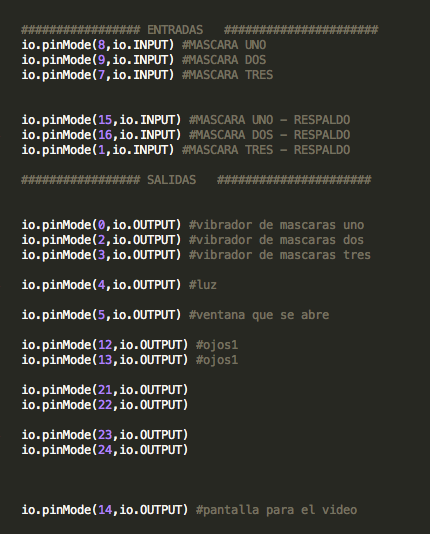 ################# ENTRADAS   ######################
io.pinMode(8,io.INPUT) #MASCARA UNO
io.pinMode(9,io.INPUT) #MASCARA DOS
io.pinMode(7,io.INPUT) #MASCARA TRES
io.pinMode(15,io.INPUT) #MASCARA UNO - RESPALDO
io.pinMode(16,io.INPUT) #MASCARA DOS - RESPALDO
io.pinMode(1,io.INPUT) #MASCARA TRES - RESPALDO
################# SALIDAS   ######################
io.pinMode(0,io.OUTPUT) #vibrador de mascaras uno
io.pinMode(2,io.OUTPUT) #vibrador de mascaras dos
io.pinMode(3,io.OUTPUT) #vibrador de mascaras tres
io.pinMode(4,io.OUTPUT) #luz
io.pinMode(5,io.OUTPUT) #ventana que se abre
io.pinMode(12,io.OUTPUT) #ojos1
io.pinMode(13,io.OUTPUT) #ojos1
io.pinMode(21,io.OUTPUT)
io.pinMode(22,io.OUTPUT)
io.pinMode(23,io.OUTPUT)
io.pinMode(24,io.OUTPUT)
io.pinMode(14,io.OUTPUT) #pantalla para el video